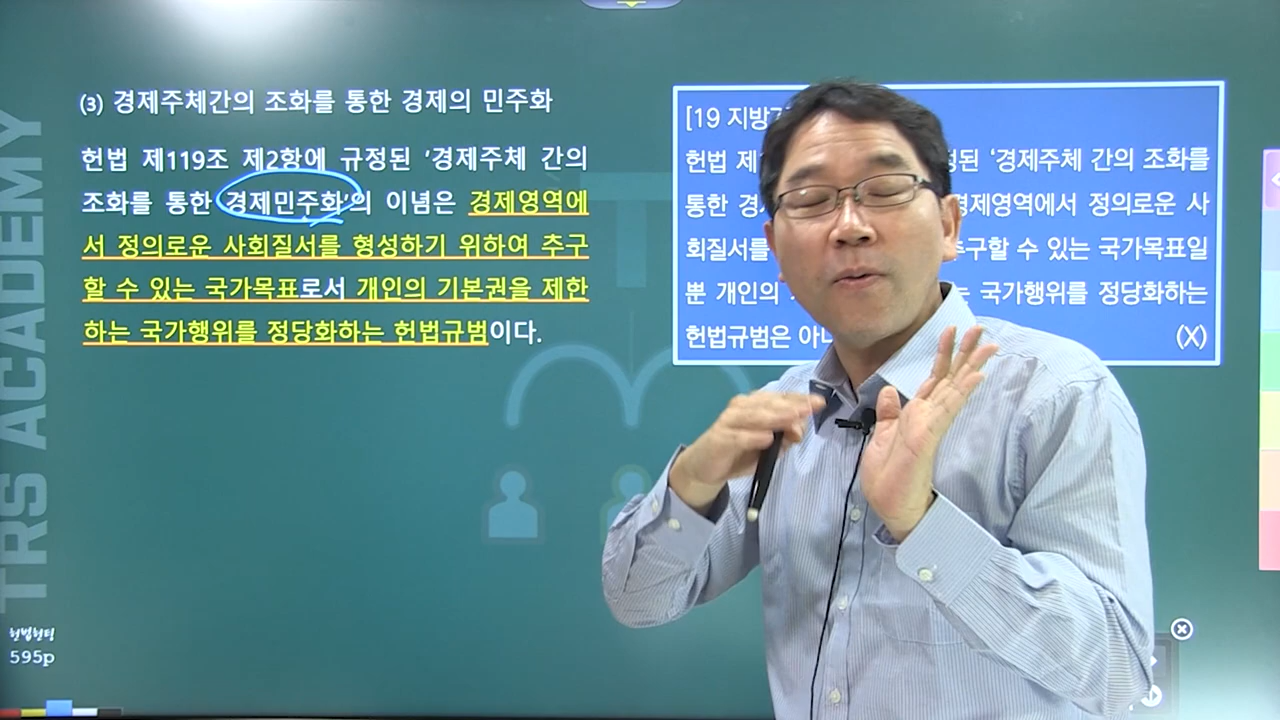 (3) 경제주체간의 조화를 통한 경제의 민주화
헌법 제119조 제2항에 규정된 '경제주체 간의
조화를 통한 경제민주화'의 이념은 경제영역에
서 정의로운 사회질서를 형성하기 위하여 추구
할 수 있는 국가목표로서 개인의 기본권을 제한
하는 국가행위를 정당화하는 헌법규범이다.
[19 지방
헌법 제 '경제주체 간의 조화를
통한 경제영역에서 정의로운 사
회질서를 추구할 수 있는 국가목표일
뿐 개인의 국가행위를 정당화하는
헌법규범은 (X)
TRS ACADEMY
헌법헌팅
595p